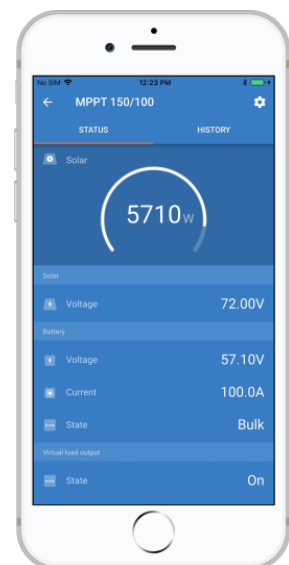 No SIM 12:23 PM
MPPT 150/100
STATUS HISTORY
Solar
5710W
Solar
Voltage 72.00V
Battery
Voltage 57.10V
Current 100.0A
State Bulk
Virtual load output
State On